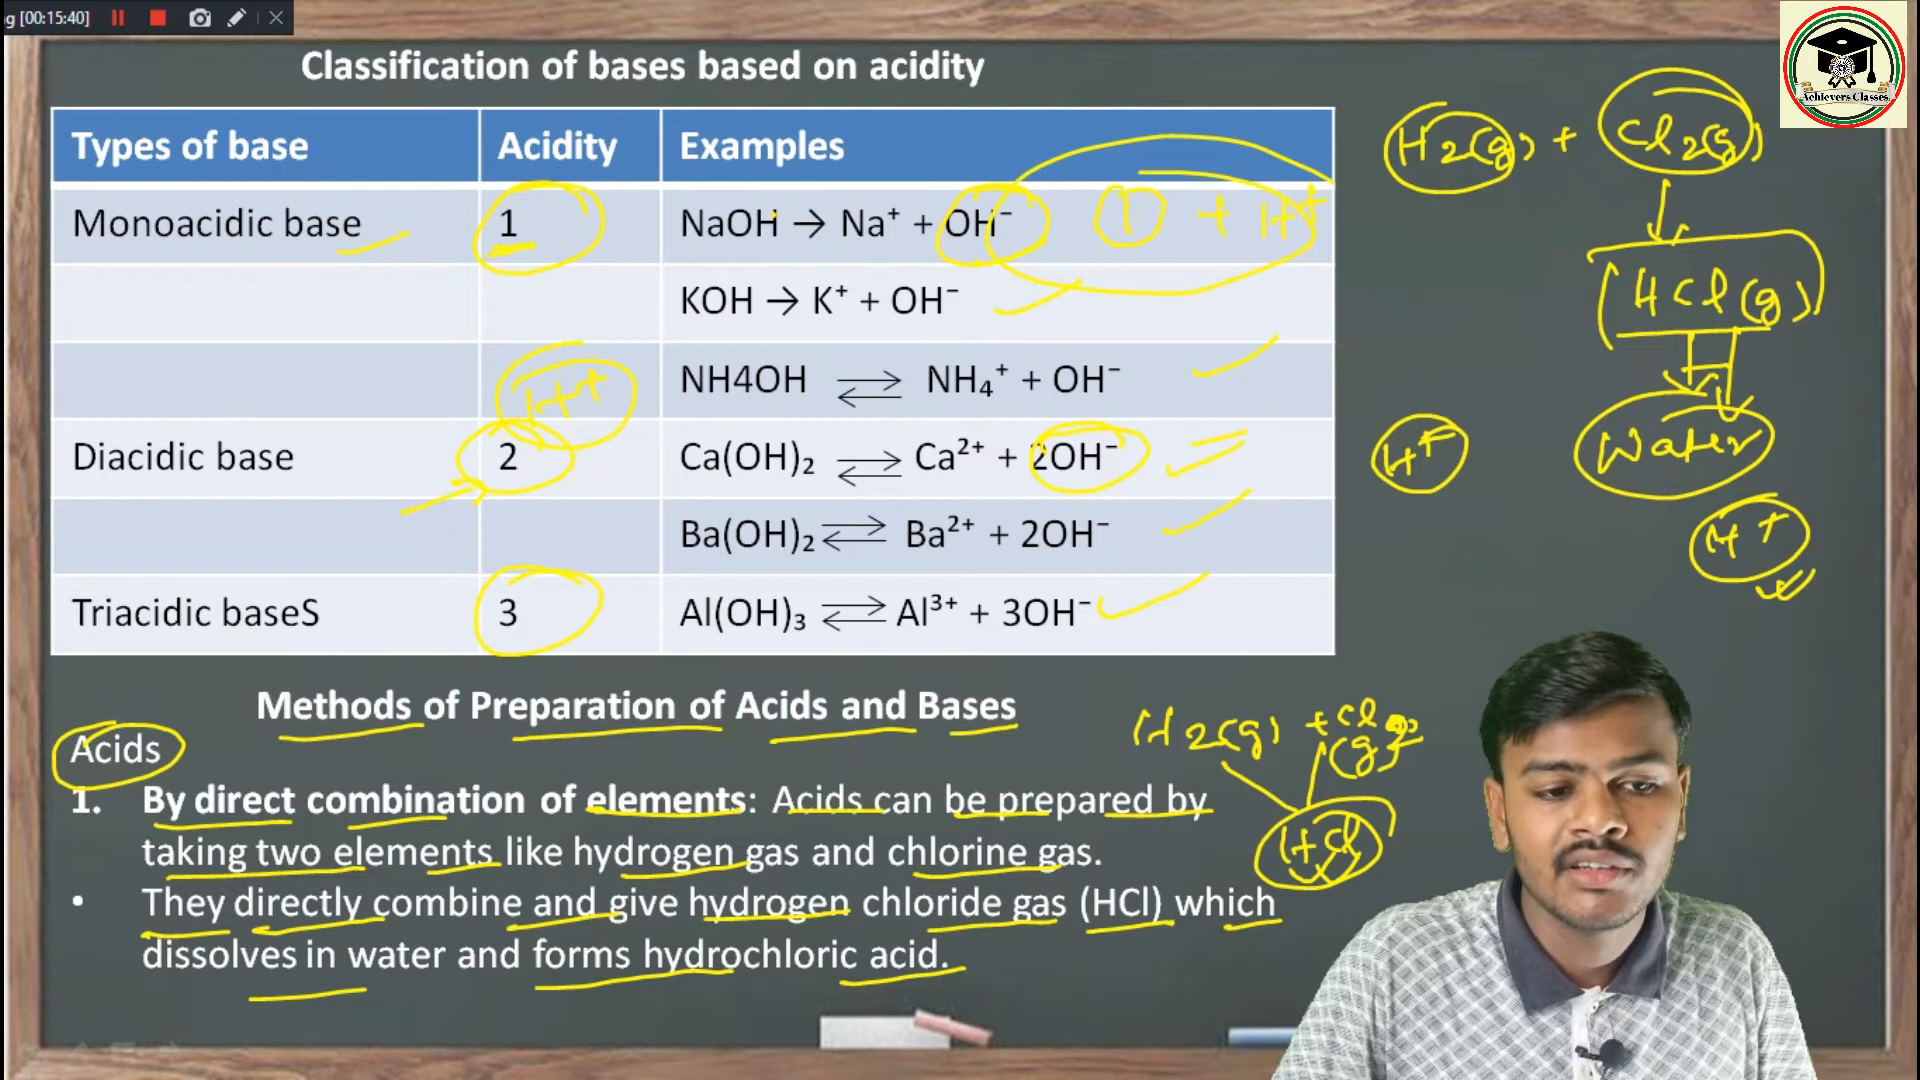 g [00:15:40]
Classification of bases based on acidity
Types of base Acidity Examples
Monoacidic base 1 NaOH → Na⁺ + OH⁻ 1 + H⁺
KOH → K⁺ + OH⁻
H⁺
NH4OH ⇌ NH₄⁺ + OH⁻
Diacidic base 2 Ca(OH)₂ ⇌ Ca²⁺ + 2OH⁻
Ba(OH)₂ ⇌ Ba²⁺ + 2OH⁻
Triacidic baseS 3 Al(OH)₃ ⇌ Al³⁺ + 3OH⁻
Achievers Classes
H2(g) + Cl2(g)
HCl(g)
Water
H⁺
H⁺
Methods of Preparation of Acids and Bases
Acids
1. By direct combination of elements: Acids can be prepared by
taking two elements like hydrogen gas and chlorine gas.
• They directly combine and give hydrogen chloride gas (HCl) which
dissolves in water and forms hydrochloric acid.
H2(g) + Cl
(g)
HCl